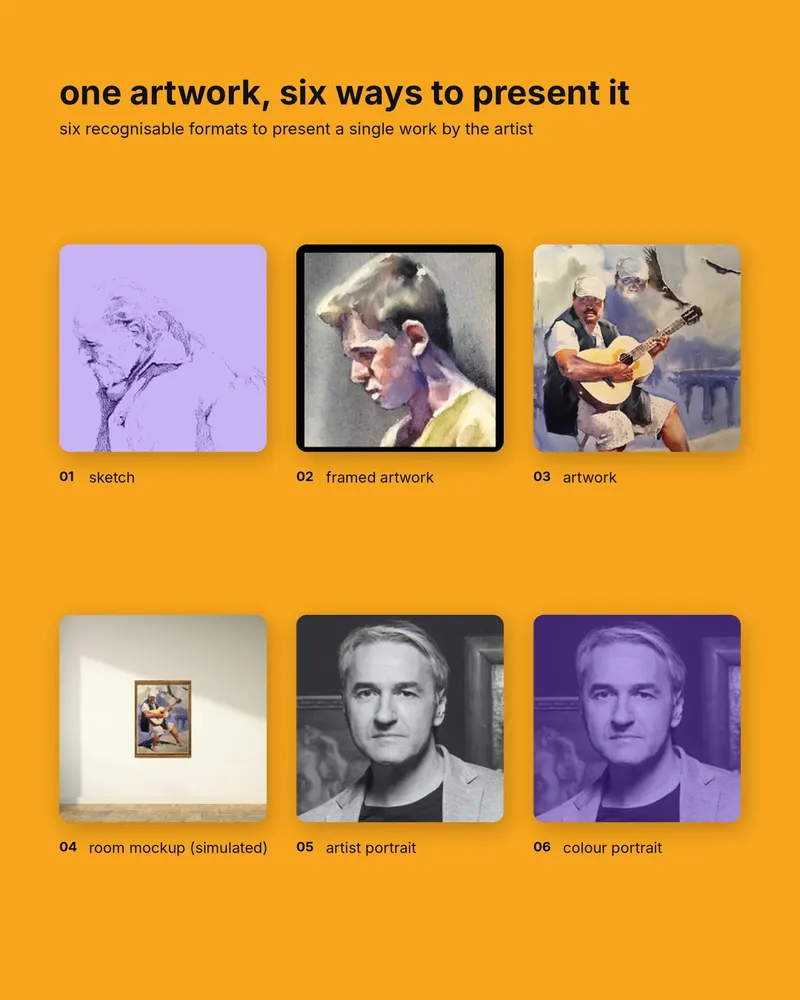 one artwork, six ways to present it
six recognisable formats to present a single work by the artist
01 sketch
02 framed artwork
03 artwork
04 room mockup (simulated)
05 artist portrait
06 colour portrait